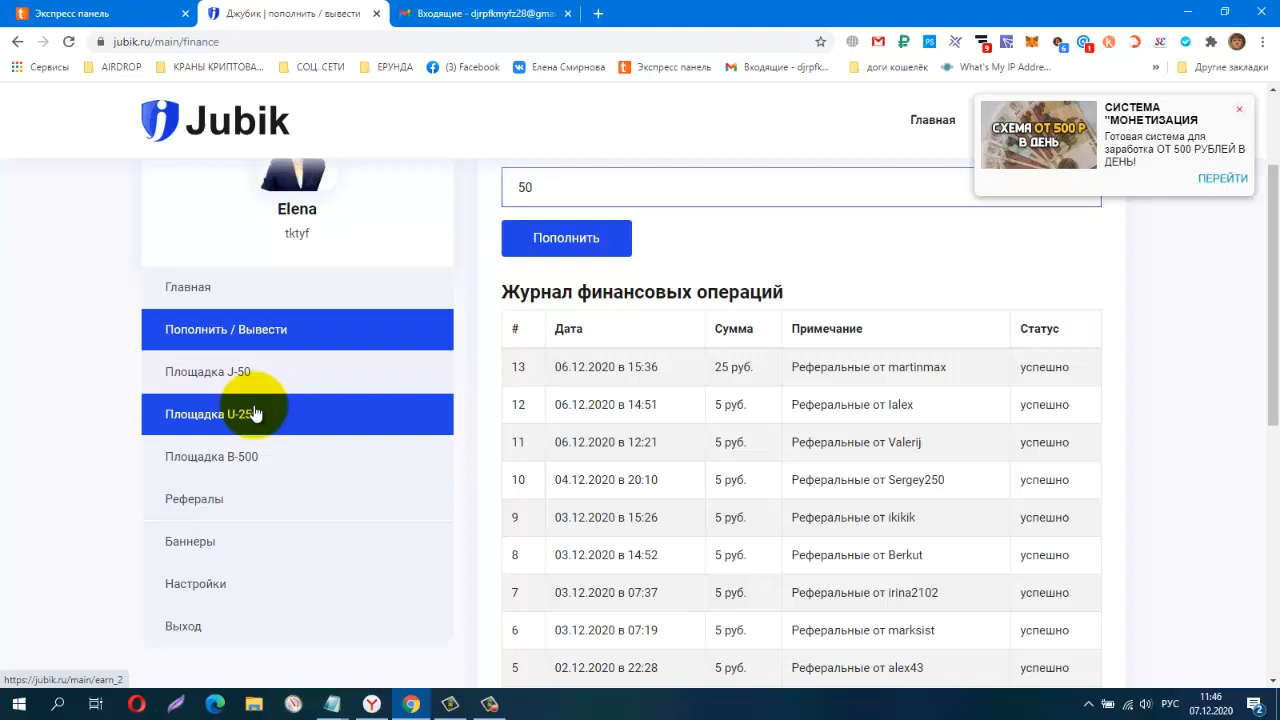 Экспресс панель
Джубик | пополнить / вывести
Входящие - djrpfkmyfz28@gma
jubik.ru/main/finance
Сервисы
AIRDROP
КРАНЫ КРИПТОВА...
СОЦ. СЕТИ
ЕРУНДА
(3) Facebook
Елена Смирнова
Экспресс панель
Входящие - djrpfk...
доги кошелёк
What's My IP Addre...
Другие закладки
Jubik
Главная
СХЕМА ОТ 500 Р
В ДЕНЬ
СИСТЕМА
"МОНЕТИЗАЦИЯ
Готовая система для
заработка ОТ 500 РУБЛЕЙ В
ДЕНЬ!
ПЕРЕЙТИ
Elena
tktyf
Главная
Пополнить / Вывести
Площадка J-50
Площадка U-25
Площадка B-500
Рефералы
Баннеры
Настройки
Выход
50
Пополнить
Журнал финансовых операций
# Дата Сумма Примечание Статус
13 06.12.2020 в 15:36 25 руб. Реферальные от martinmax успешно
12 06.12.2020 в 14:51 5 руб. Реферальные от Ialex успешно
11 06.12.2020 в 12:21 5 руб. Реферальные от Valerij успешно
10 04.12.2020 в 20:10 5 руб. Реферальные от Sergey250 успешно
9 03.12.2020 в 15:26 5 руб. Реферальные от ikikik успешно
8 03.12.2020 в 14:52 5 руб. Реферальные от Berkut успешно
7 03.12.2020 в 07:37 5 руб. Реферальные от irina2102 успешно
6 03.12.2020 в 07:19 5 руб. Реферальные от marksist успешно
5 02.12.2020 в 22:28 5 руб. Реферальные от alex43 успешно
https://jubik.ru/main/earn_2
РУС
11:46
07.12.2020